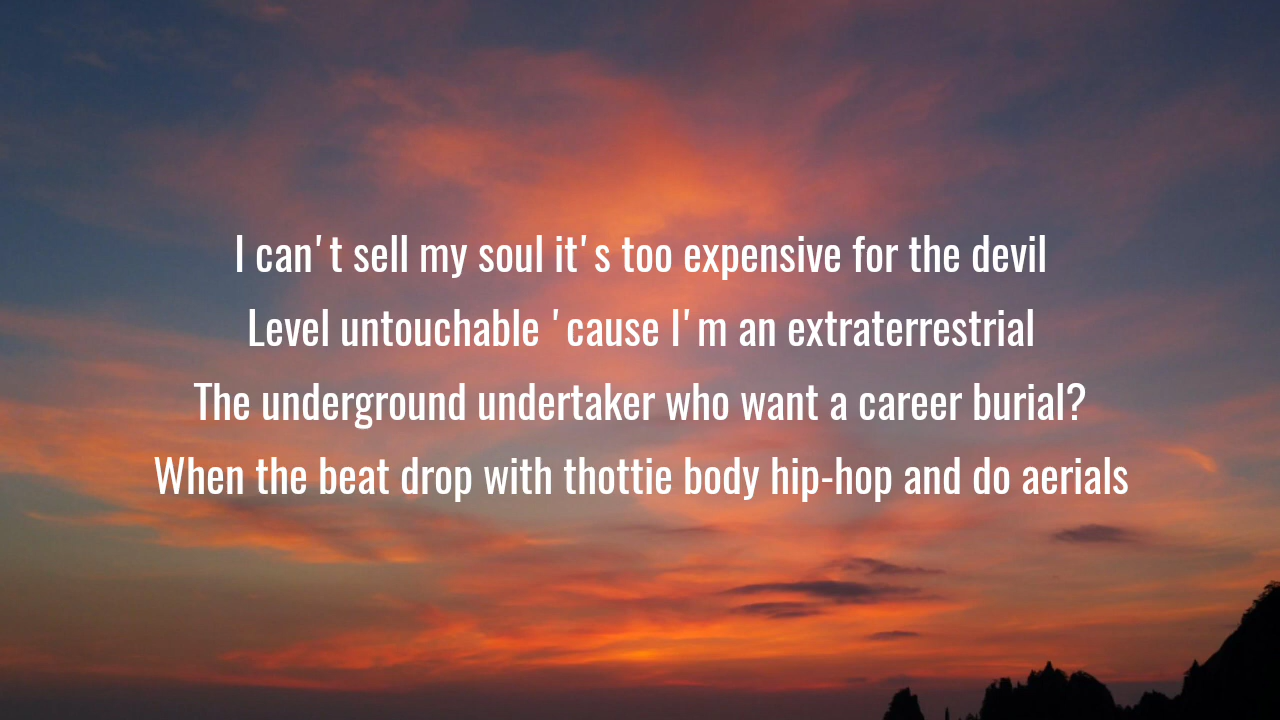 I can't sell my soul it's too expensive for the devil
Level untouchable 'cause I'm an extraterrestrial
The underground undertaker who want a career burial?
When the beat drop with thottie body hip-hop and do aerials